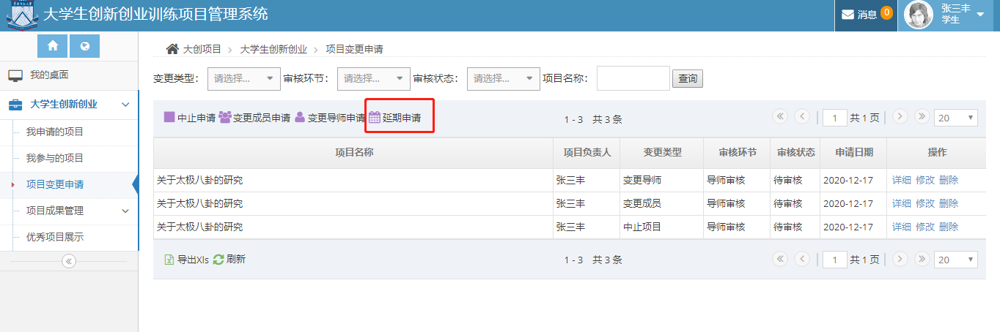 大学生创新创业训练项目管理系统
消息 0
张三丰
学生
大创项目 > 大学生创新创业 > 项目变更申请
我的桌面
大学生创新创业
我申请的项目
我参与的项目
项目变更申请
项目成果管理
优秀项目展示
变更类型: 请选择... 审核环节: 请选择... 审核状态: 请选择... 项目名称: 查询
中止申请 变更成员申请 变更导师申请 延期申请 1 - 3 共 3 条 1 共 1 页 20
项目名称 项目负责人 变更类型 审核环节 审核状态 申请日期 操作
关于太极八卦的研究 张三丰 变更导师 导师审核 待审核 2020-12-17 详细 修改 删除
关于太极八卦的研究 张三丰 变更成员 导师审核 待审核 2020-12-17 详细 修改 删除
关于太极八卦的研究 张三丰 中止项目 导师审核 待审核 2020-12-17 详细 修改 删除
导出Xls 刷新 1 - 3 共 3 条 1 共 1 页 20